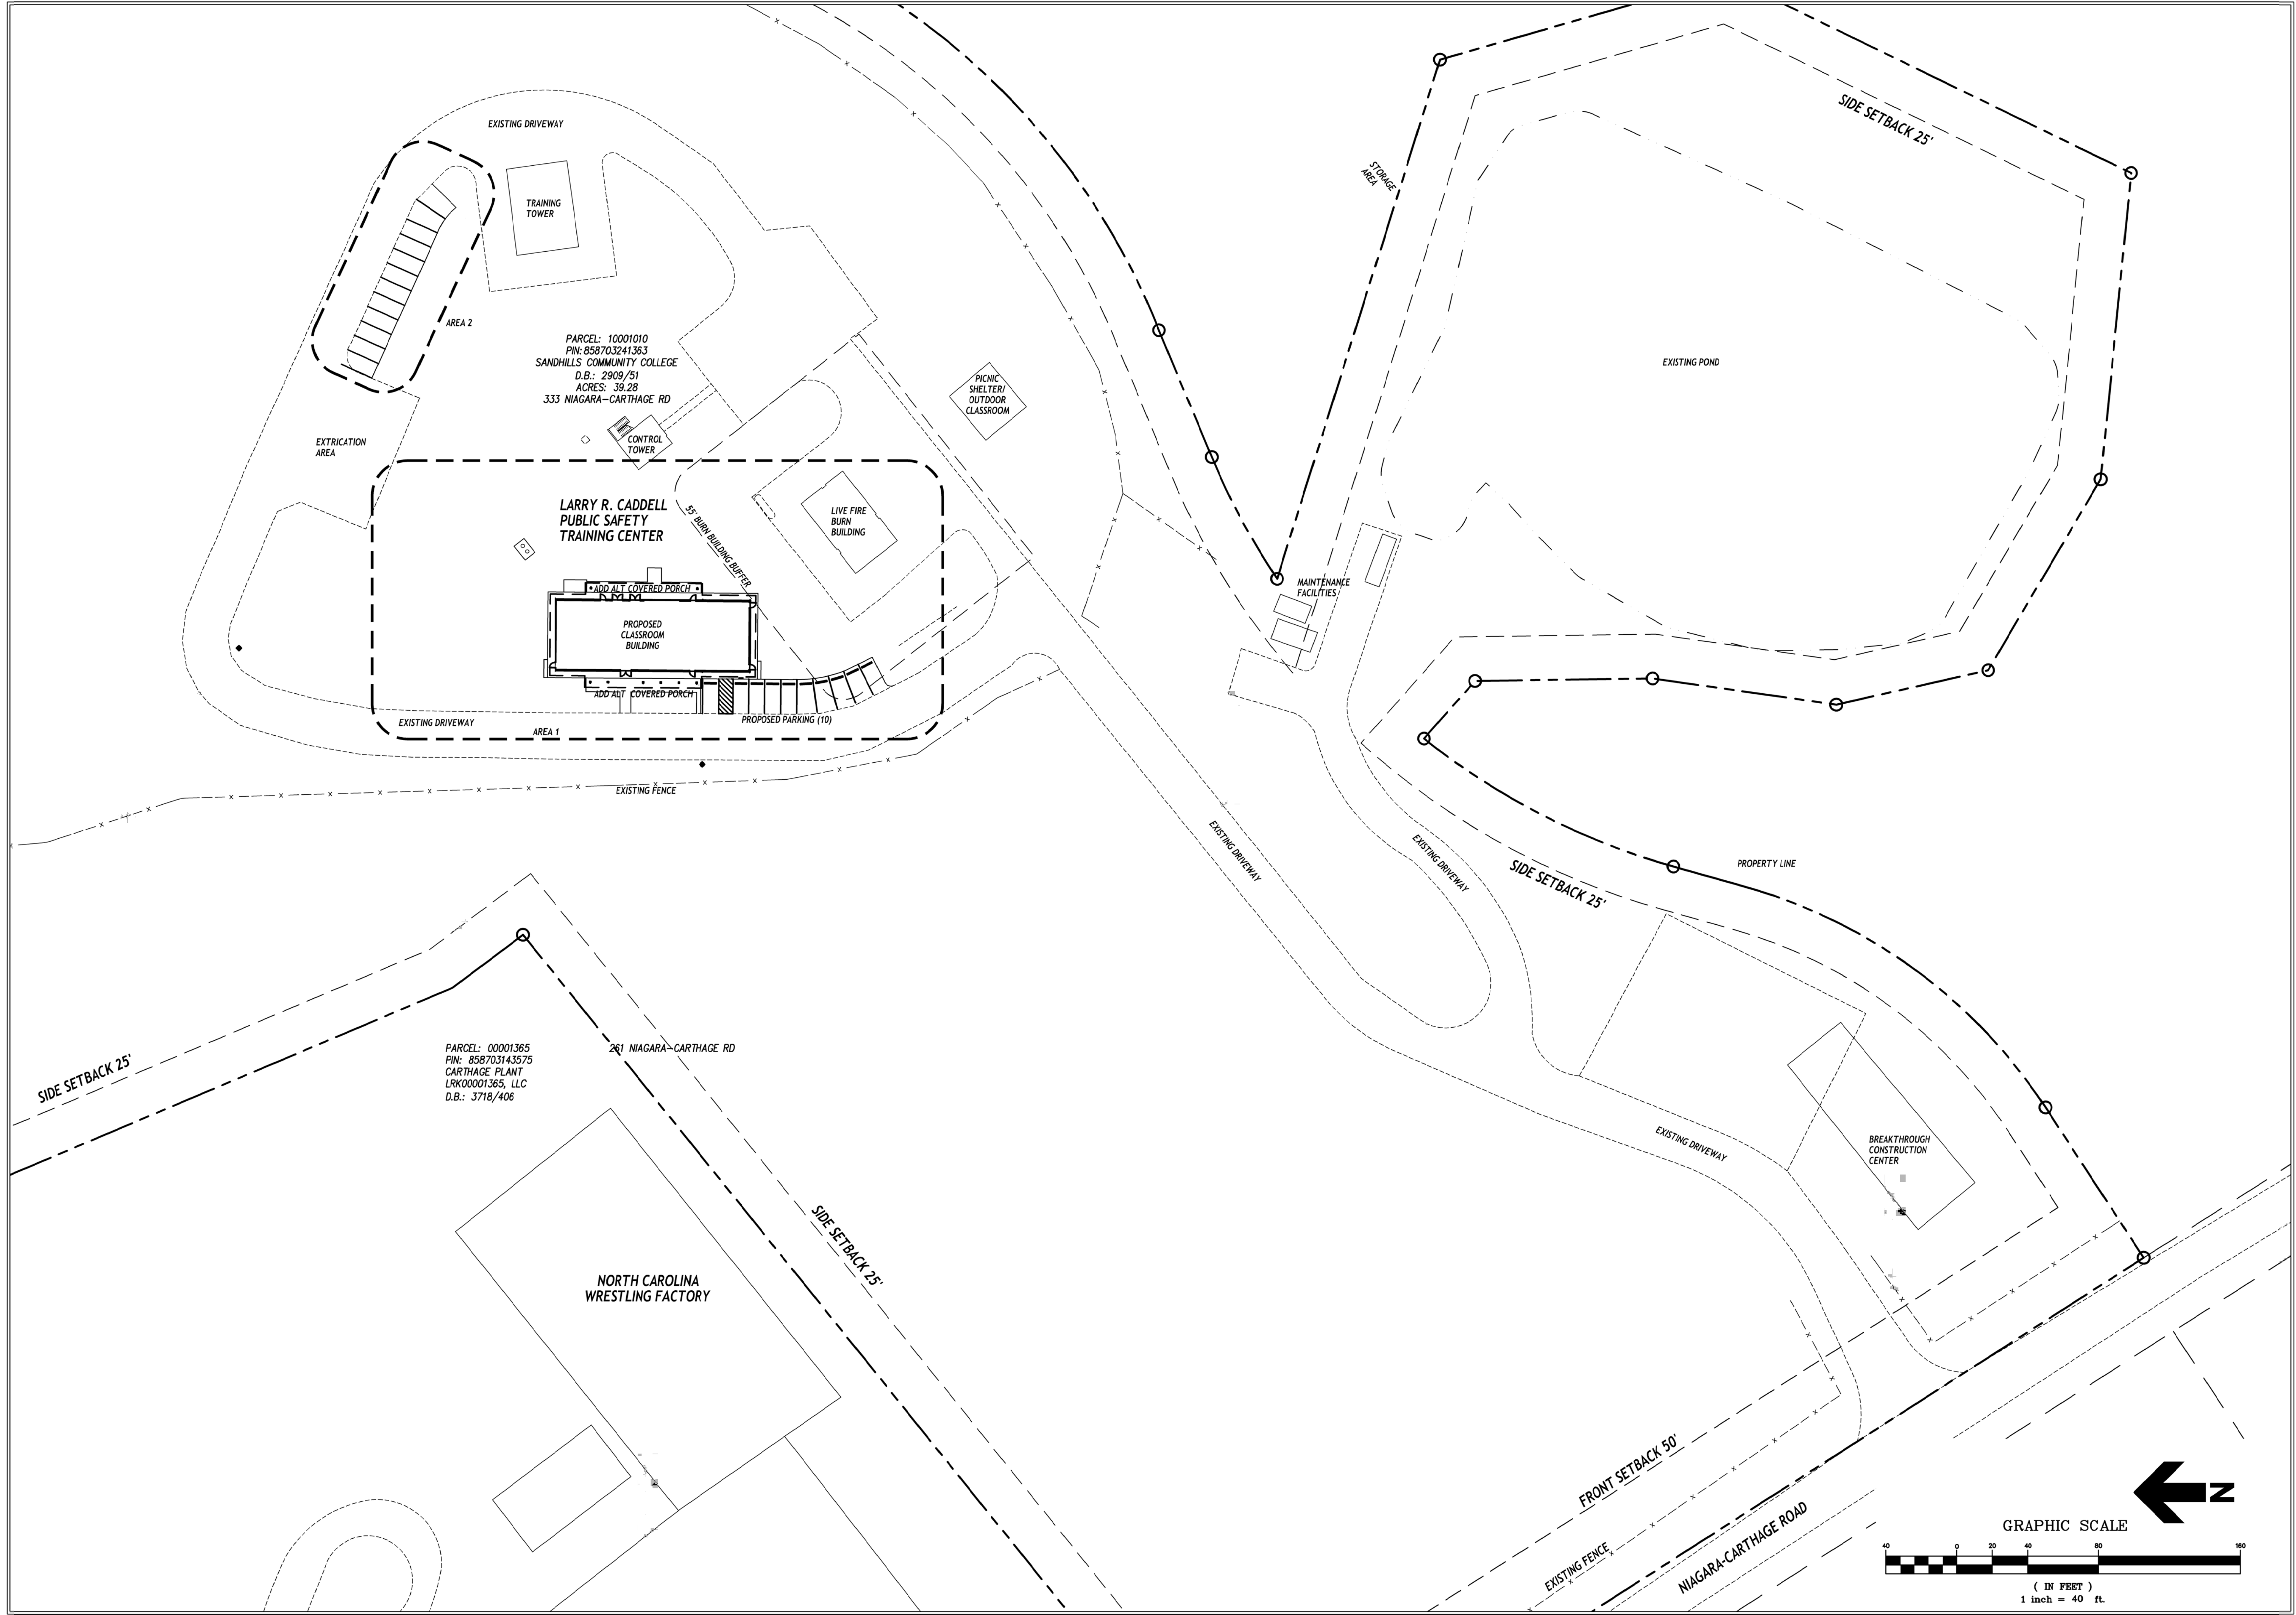 SIDE SETBACK 25'
EXISTING DRIVEWAY
TRAINING
TOWER
STORAGE
AREA
AREA 2
PARCEL: 10001010
PIN: 858703241363
SANDHILLS COMMUNITY COLLEGE
D.B.: 2909/51
ACRES: 39.28
333 NIAGARA-CARTHAGE RD
EXISTING POND
PICNIC
SHELTER/
OUTDOOR
CLASSROOM
EXTRICATION
AREA
CONTROL
TOWER
LARRY R. CADDELL
PUBLIC SAFETY
TRAINING CENTER
55' BURN BUILDING BUFFER
LIVE FIRE
BURN
BUILDING
ADD ALT COVERED PORCH
PROPOSED
CLASSROOM
BUILDING
ADD ALT COVERED PORCH
MAINTENANCE
FACILITIES
EXISTING DRIVEWAY
PROPOSED PARKING (10)
AREA 1
EXISTING FENCE
EXISTING DRIVEWAY
EXISTING DRIVEWAY
PROPERTY LINE
SIDE SETBACK 25'
SIDE SETBACK 25'
PARCEL: 00001365
PIN: 858703143575
CARTHAGE PLANT
LRK00001365, LLC
D.B.: 3718/406
261 NIAGARA-CARTHAGE RD
EXISTING DRIVEWAY
BREAKTHROUGH
CONSTRUCTION
CENTER
SIDE SETBACK 25'
NORTH CAROLINA
WRESTLING FACTORY
FRONT SETBACK 50'
EXISTING FENCE
NIAGARA-CARTHAGE ROAD
N
GRAPHIC SCALE
40 0 20 40 80 160
( IN FEET )
1 inch = 40 ft.